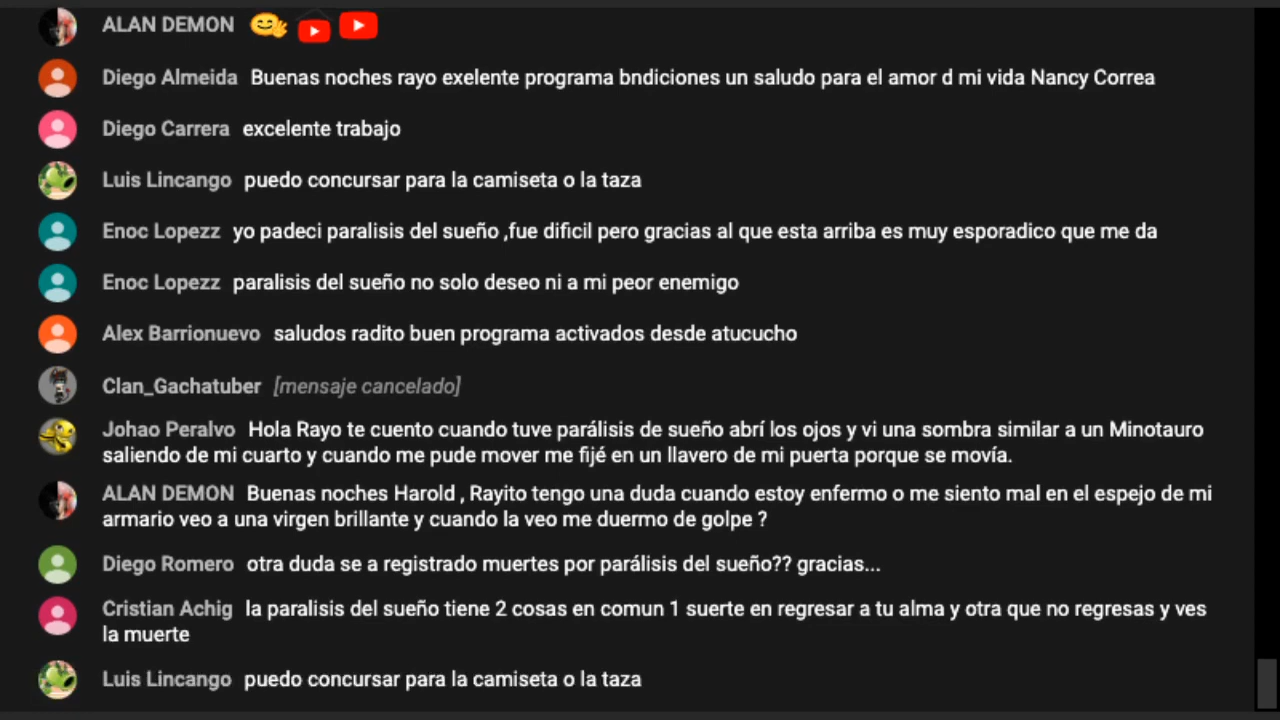 ALAN DEMON
Diego Almeida Buenas noches rayo exelente programa bndiciones un saludo para el amor d mi vida Nancy Correa
Diego Carrera excelente trabajo
Luis Lincango puedo concursar para la camiseta o la taza
Enoc Lopezz yo padeci paralisis del sueño ,fue dificil pero gracias al que esta arriba es muy esporadico que me da
Enoc Lopezz paralisis del sueño no solo deseo ni a mi peor enemigo
Alex Barrionuevo saludos radito buen programa activados desde atucucho
Clan_Gachatuber [mensaje cancelado]
Johao Peralvo Hola Rayo te cuento cuando tuve parálisis de sueño abrí los ojos y vi una sombra similar a un Minotauro
saliendo de mi cuarto y cuando me pude mover me fijé en un llavero de mi puerta porque se movía.
ALAN DEMON Buenas noches Harold , Rayito tengo una duda cuando estoy enfermo o me siento mal en el espejo de mi
armario veo a una virgen brillante y cuando la veo me duermo de golpe ?
Diego Romero otra duda se a registrado muertes por parálisis del sueño?? gracias...
Cristian Achig la paralisis del sueño tiene 2 cosas en comun 1 suerte en regresar a tu alma y otra que no regresas y ves
la muerte
Luis Lincango puedo concursar para la camiseta o la taza